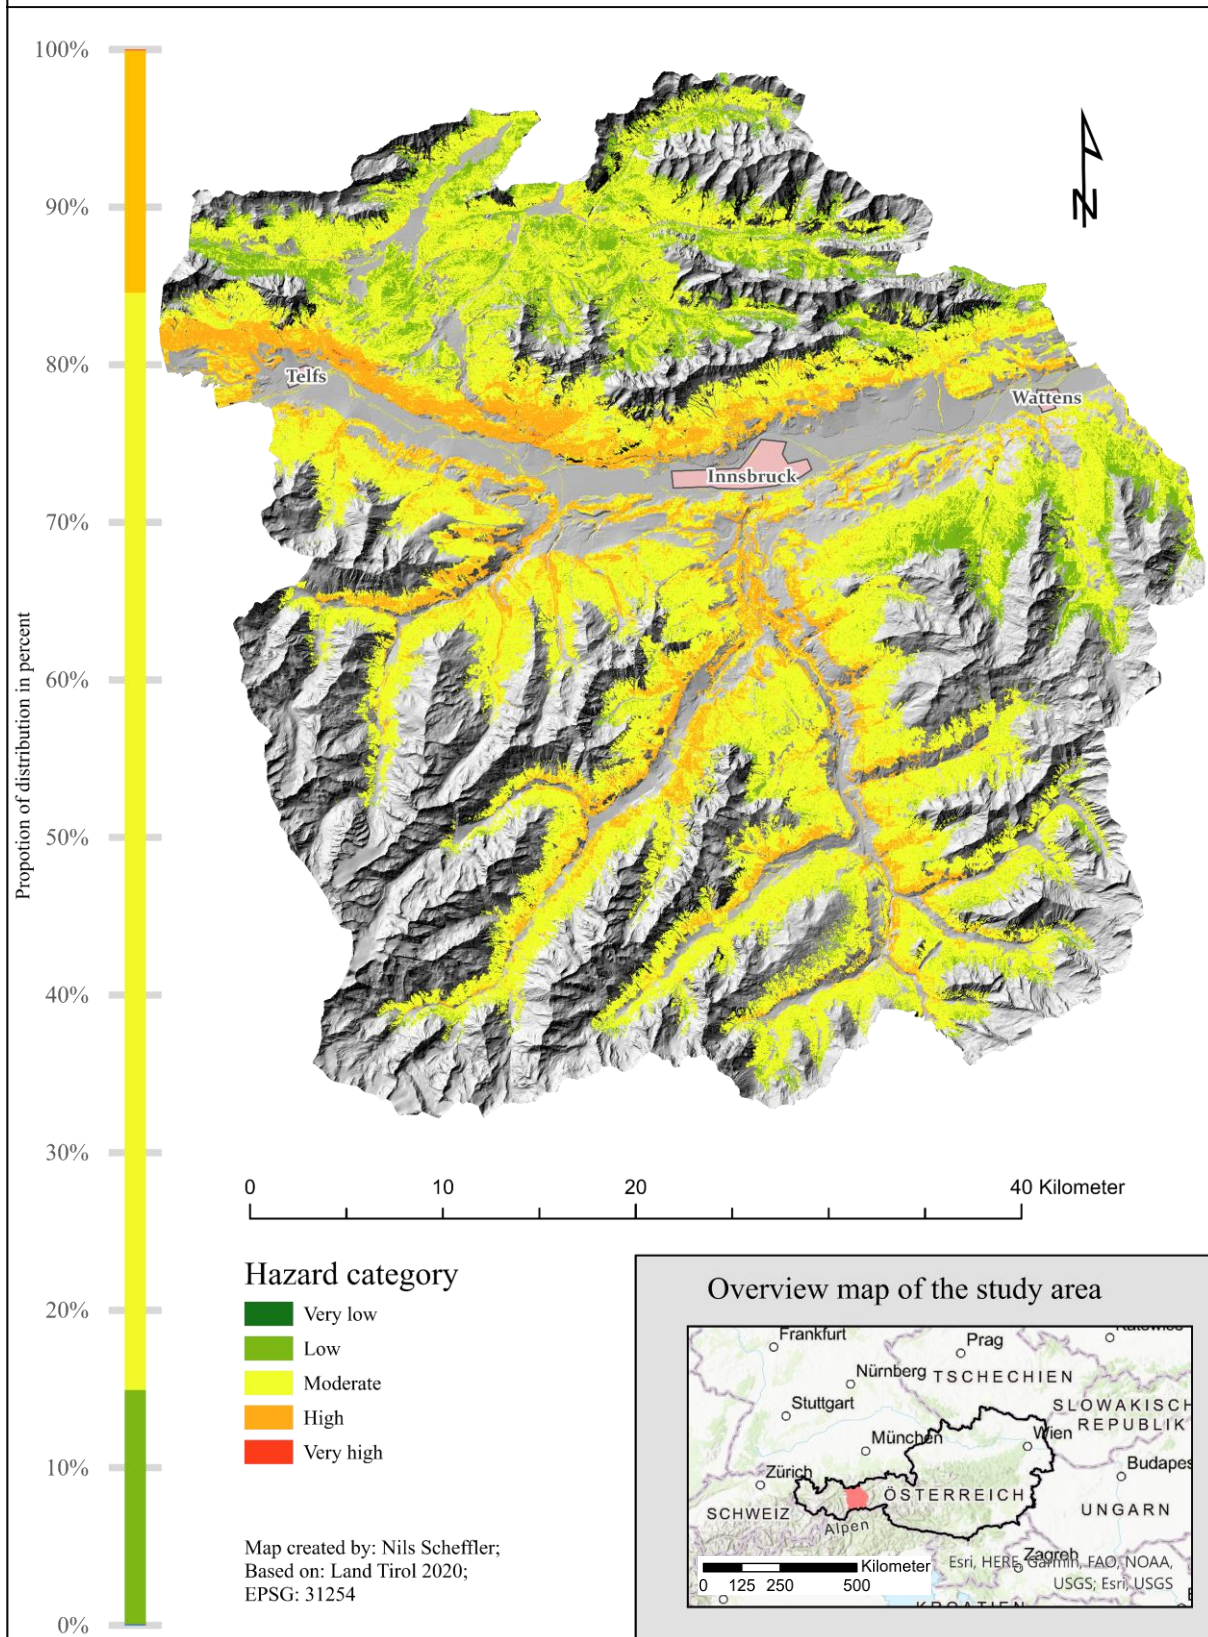 100%
90%
80%
70%
60%
50%
40%
30%
20%
10%
0%
Propotion of distribution in percent
N
Telfs
Wattens
Innsbruck
0 10 20 40 Kilometer
Hazard category
Very low
Low
Moderate
High
Very high
Map created by: Nils Scheffler;
Based on: Land Tirol 2020;
EPSG: 31254
Overview map of the study area
Frankfurt
Prag
Nürnberg
TSCHECHIEN
Stuttgart
SLOWAKISCH
REPUBLIK
München
Wien
Zürich
Budapes
ÖSTERREICH
SCHWEIZ
UNGARN
Alpen
Zagreb
Kilometer
0 125 250 500
Esri, HERE, Garmin, FAO, NOAA,
USGS; Esri, USGS